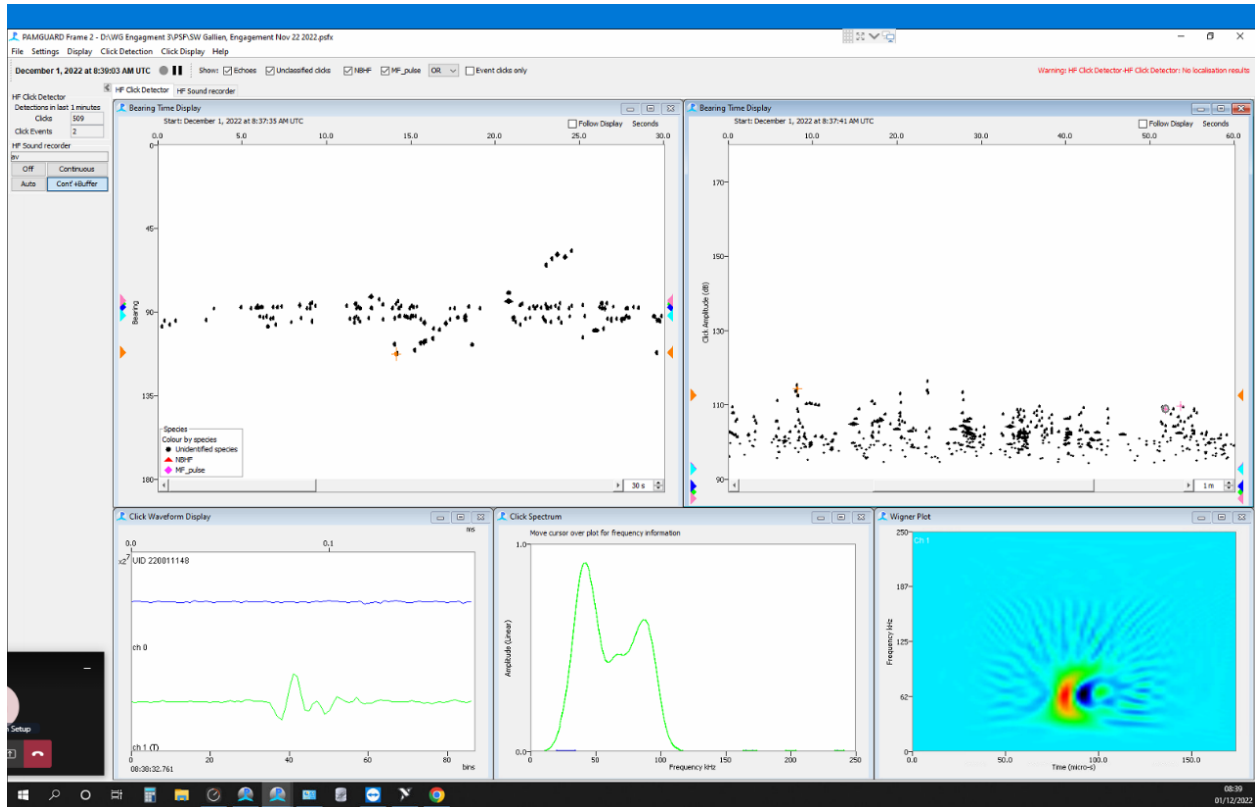 PAMGUARD Frame 2 - D:\WG Engagment 3\PSF\SW Gallien, Engagement Nov 22 2022.psfx
File Settings Display Click Detection Click Display Help
December 1, 2022 at 8:39:03 AM UTC Show: Echoes Unclassified clicks NBHF MF_pulse OR Event clicks only Warning: HF Click Detector-HF Click Detector: No localisation results
HF Click Detector HF Sound recorder
HF Click Detector
Detections in last 1 minutes
Clicks 509
Click Events 2
HF Sound recorder
av
Off Continuous
Auto Cont'+Buffer
Bearing Time Display
Start: December 1, 2022 at 8:37:35 AM UTC Follow Display Seconds
0.0 5.0 10.0 15.0 20.0 25.0 30.0
0
45
90
135
180
Bearing
Species
Colour by species
Unidentified species
NBHF
MF_pulse
30 s
Bearing Time Display
Start: December 1, 2022 at 8:37:41 AM UTC Follow Display Seconds
0.0 10.0 20.0 30.0 40.0 50.0 60.0
170
150
130
110
90
Click Amplitude (dB)
1 m
Click Waveform Display
ms
0.0 0.1
x2^7 UID 220011148
ch 0
ch 1 (T)
0 20 40 60 80
08:38:32.761 bins
Click Spectrum
Move cursor over plot for frequency information
1.0
Amplitude (Linear)
0.0
0 50 100 150 200 250
Frequency kHz
Wigner Plot
Ch 1
250
187
125
62
0
Frequency kHz
0.0 50.0 100.0 150.0
Time (micro-s)
Setup
08:39
01/12/2022